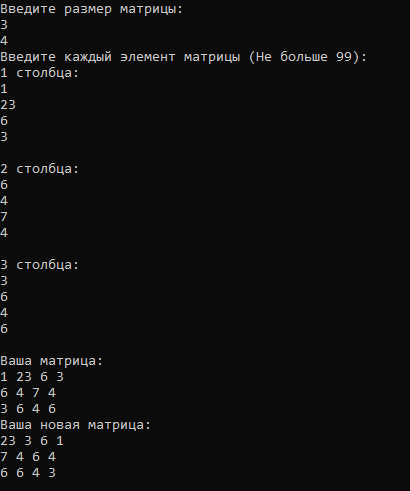 Введите размер матрицы:
3
4
Введите каждый элемент матрицы (Не больше 99):
1 столбца:
1
23
6
3

2 столбца:
6
4
7
4

3 столбца:
3
6
4
6

Ваша матрица:
1 23 6 3
6 4 7 4
3 6 4 6
Ваша новая матрица:
23 3 6 1
7 4 6 4
6 6 4 3